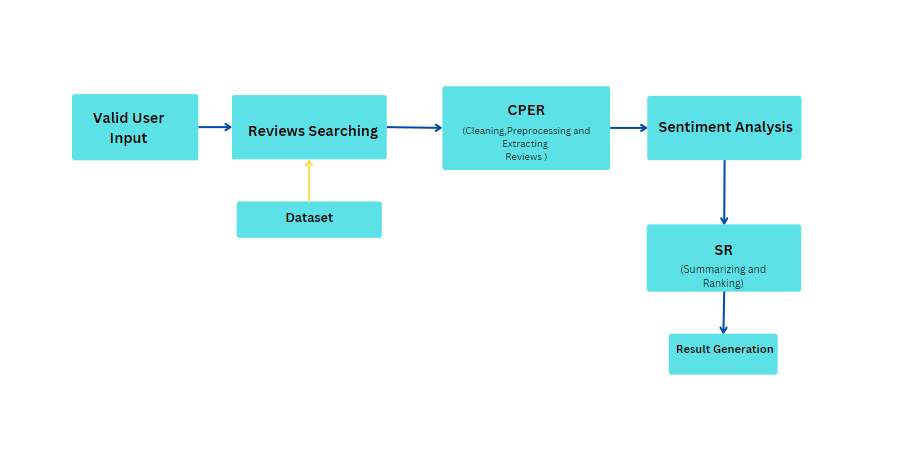 Valid User
Input
Reviews Searching
Dataset
CPER
(Cleaning,Preprocessing and
Extracting
Reviews )
Sentiment Analysis
SR
(Summarizing and
Ranking)
Result Generation